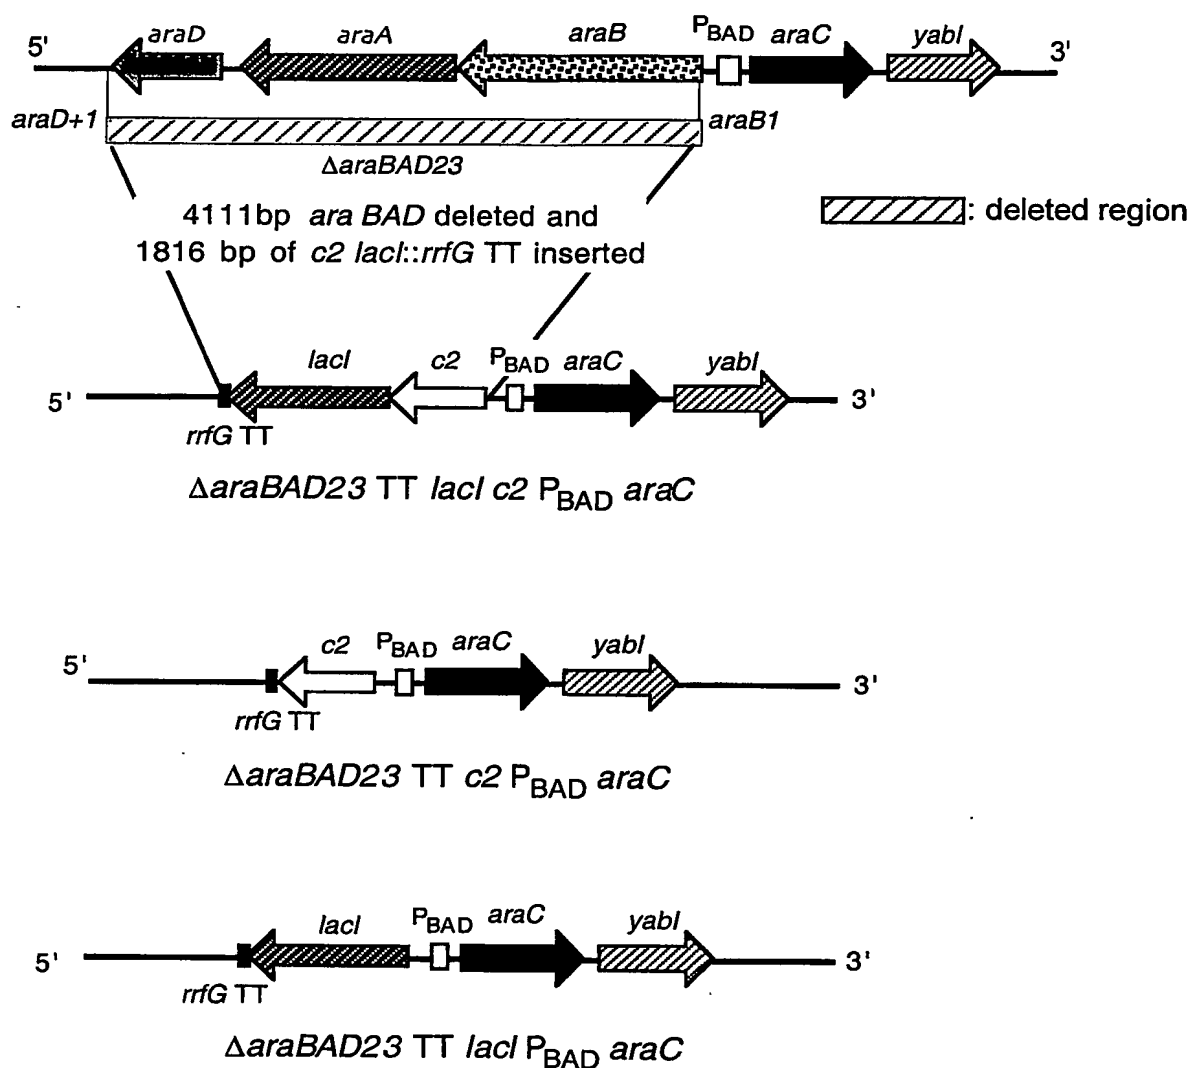 araD araA araB PBAD araC yabI
5' 3'
araD+1 araB1
ΔaraBAD23
4111bp ara BAD deleted and
: deleted region
1816 bp of c2 lacI::rrfG TT inserted
lacI c2 PBAD araC yabI
5' 3'
rrfG TT
ΔaraBAD23 TT lacI c2 PBAD araC
c2 PBAD araC yabI
5' 3'
rrfG TT
ΔaraBAD23 TT c2 PBAD araC
lacI PBAD araC yabI
5' 3'
rrfG TT
ΔaraBAD23 TT lacI PBAD araC